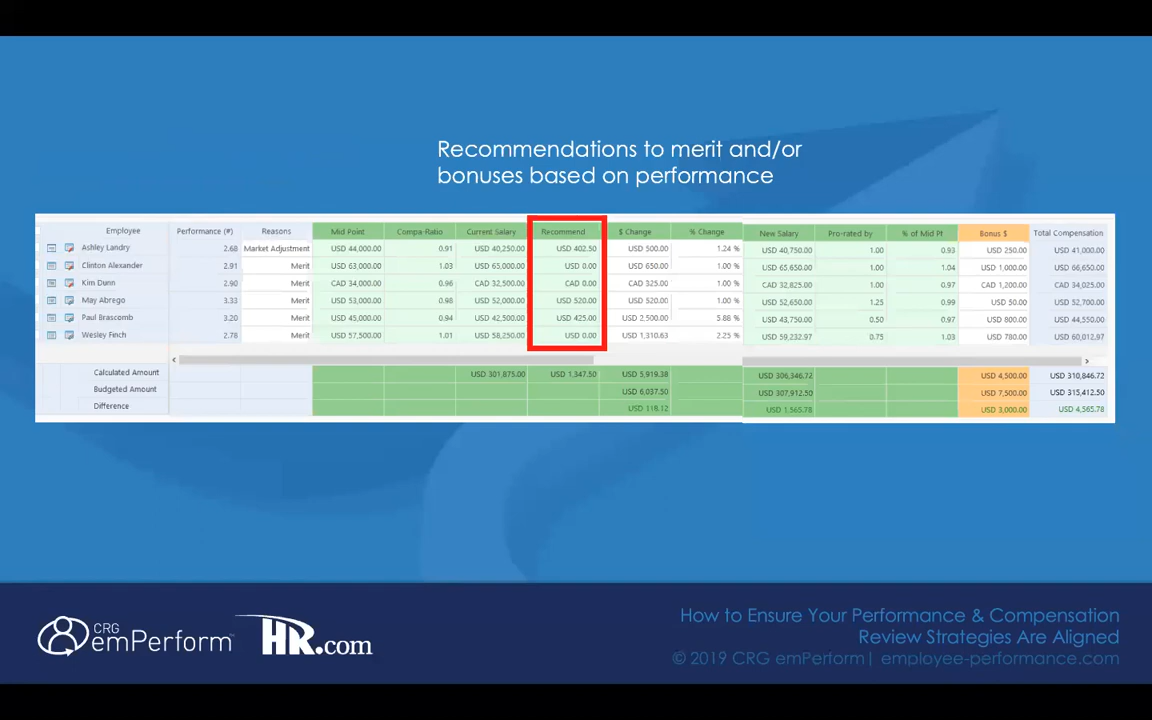 Recommendations to merit and/or
bonuses based on performance
Employee Performance (#) Reasons Mid Point Compa-Ratio Current Salary Recommend $ Change % Change New Salary Pro-rated by % of Mid Pt Bonus $ Total Compensation
Ashley Landry 2.68 Market Adjustment USD 44,000.00 0.91 USD 40,250.00 USD 402.50 USD 500.00 1.24 % USD 40,750.00 1.00 0.93 USD 250.00 USD 41,000.00
Clinton Alexander 2.91 Merit USD 63,000.00 1.03 USD 65,000.00 USD 0.00 USD 650.00 1.00 % USD 65,650.00 1.00 1.04 USD 1,000.00 USD 66,650.00
Kim Dunn 2.90 Merit CAD 34,000.00 0.96 CAD 32,500.00 CAD 0.00 CAD 325.00 1.00 % CAD 32,825.00 1.00 0.97 CAD 1,200.00 CAD 34,025.00
May Abrego 3.33 Merit USD 53,000.00 0.98 USD 52,000.00 USD 520.00 USD 520.00 1.00 % USD 52,650.00 1.25 0.99 USD 50.00 USD 52,700.00
Paul Brascomb 3.20 Merit USD 45,000.00 0.94 USD 42,500.00 USD 425.00 USD 2,500.00 5.88 % USD 43,750.00 0.50 0.97 USD 800.00 USD 44,550.00
Wesley Finch 2.78 Merit USD 57,500.00 1.01 USD 58,250.00 USD 0.00 USD 1,310.63 2.25 % USD 59,232.97 0.75 1.03 USD 780.00 USD 60,012.97
Calculated Amount USD 301,875.00 USD 1,347.50 USD 5,919.38 USD 306,346.72 USD 4,500.00 USD 310,846.72
Budgeted Amount USD 6,037.50 USD 307,912.50 USD 7,500.00 USD 315,412.50
Difference USD 118.12 USD 1,565.78 USD 3,000.00 USD 4,565.78
CRG
emPerform™
HR.com
How to Ensure Your Performance & Compensation
Review Strategies Are Aligned
© 2019 CRG emPerform| employee-performance.com